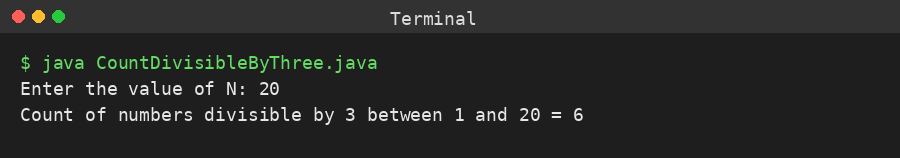 Terminal
$ java CountDivisibleByThree.java
Enter the value of N: 20
Count of numbers divisible by 3 between 1 and 20 = 6